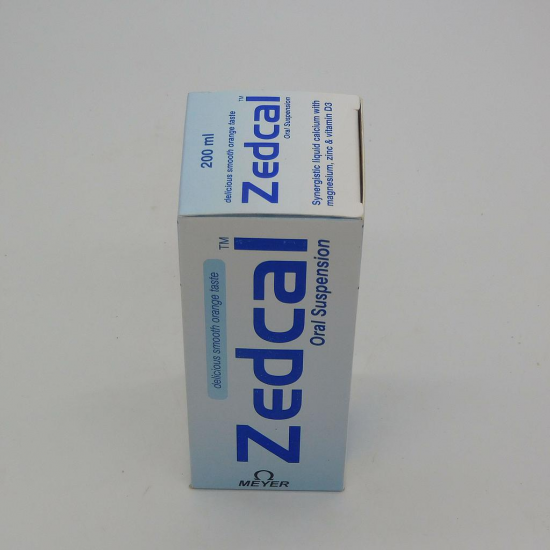 200 ml
delicious smooth orange taste
Zedcal™
Oral Suspension
Synergistic liquid calcium with
magnesium, zinc & vitamin D3
delicious smooth orange taste
Zedcal™
Oral Suspension
MEYER